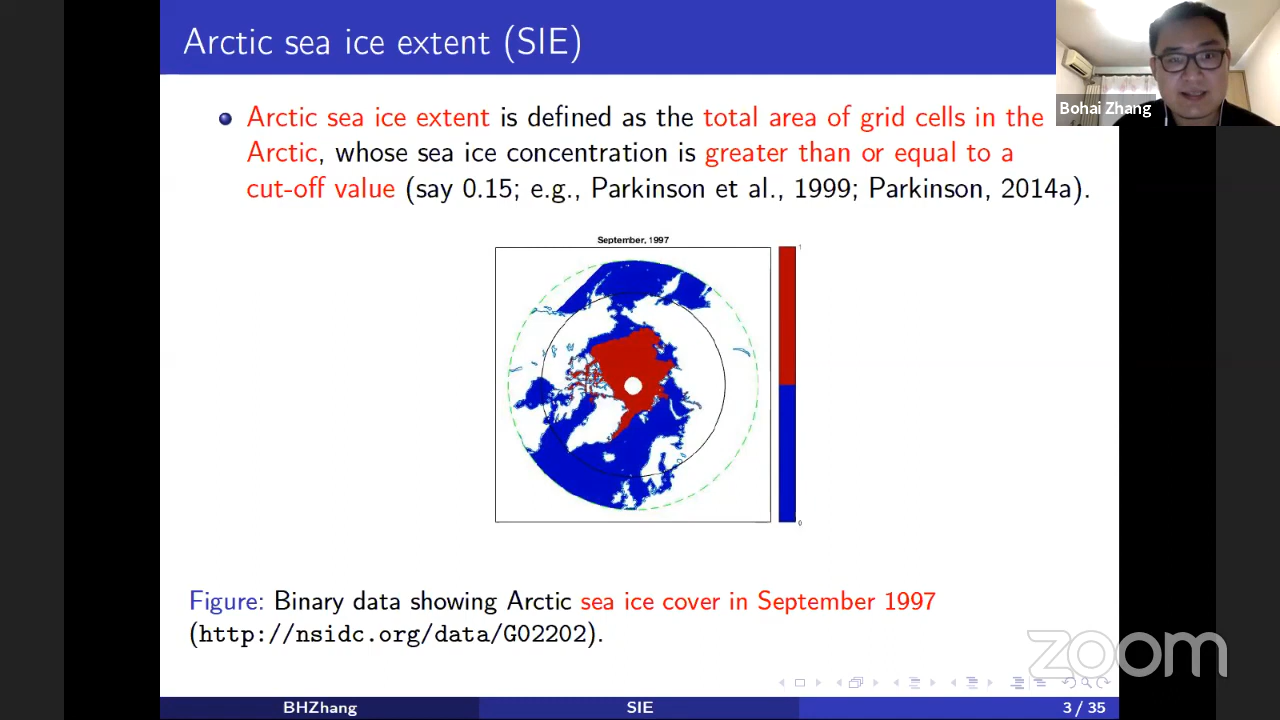 Arctic sea ice extent (SIE)
Bohai Zhang
Arctic sea ice extent is defined as the total area of grid cells in the
Arctic, whose sea ice concentration is greater than or equal to a
cut-off value (say 0.15; e.g., Parkinson et al., 1999; Parkinson, 2014a).
September, 1997
1
0
Figure: Binary data showing Arctic sea ice cover in September 1997
(http://nsidc.org/data/G02202).
zoom
BHZhang SIE 3 / 35